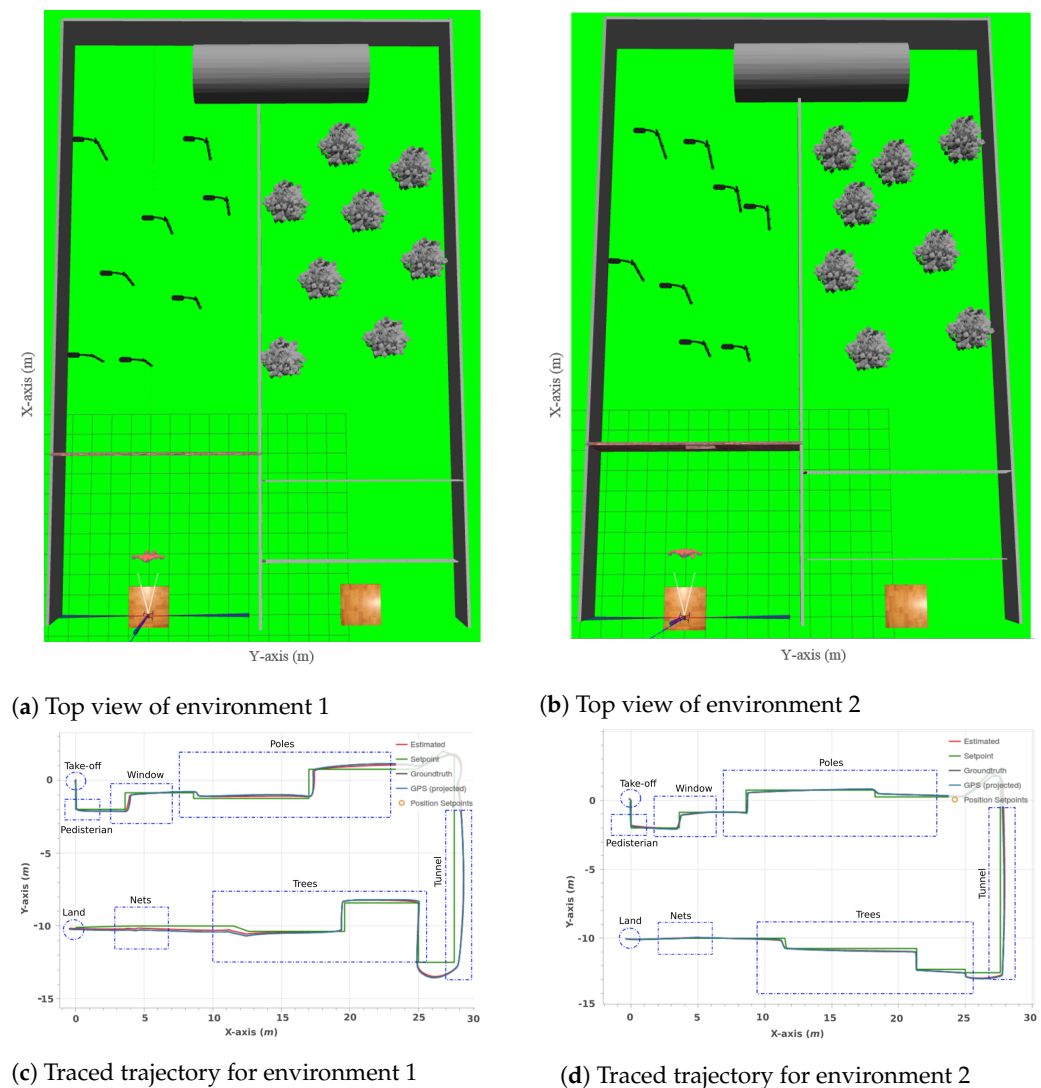 X-axis (m)
Y-axis (m)
X-axis (m)
Y-axis (m)
(a) Top view of environment 1
(b) Top view of environment 2
Poles
Take-off
Window
Estimated
Setpoint
Groundtruth
GPS (projected)
Position Setpoints
0
Pedisterian
-5
Y-axis (m)
Tunnel
Nets
Trees
Land
-10
-15
0
5
10
15
20
25
30
X-axis (m)
Poles
Take-off
Window
Estimated
Setpoint
Groundtruth
GPS (projected)
Position Setpoints
5
0
Pedisterian
-5
Y-axis (m)
Tunnel
Nets
Trees
Land
-10
-15
0
5
10
15
20
25
30
X-axis (m)
(c) Traced trajectory for environment 1
(d) Traced trajectory for environment 2